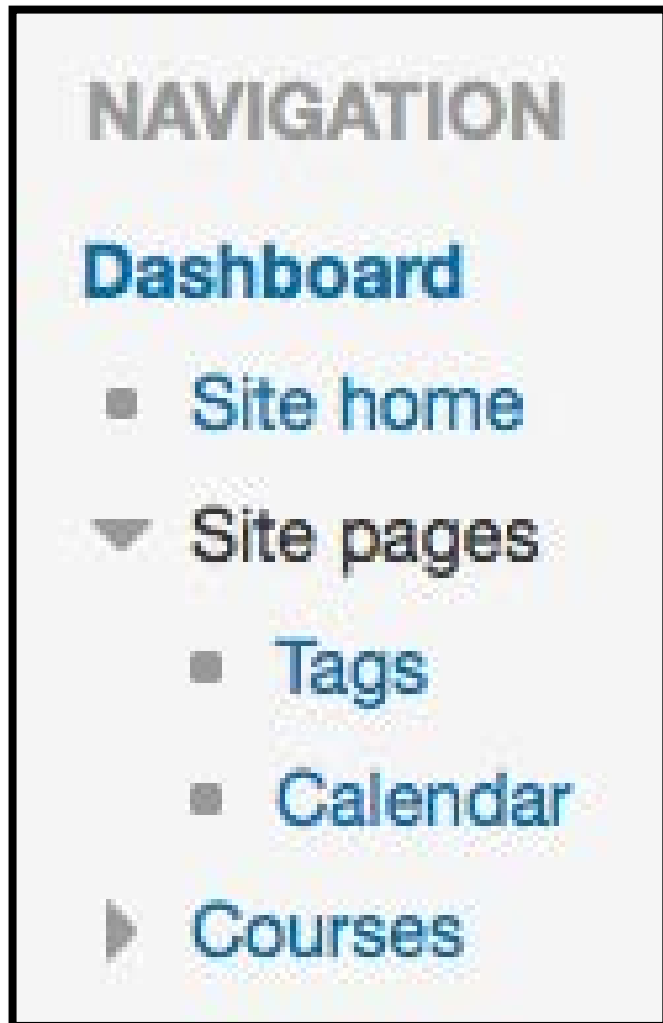 NAVIGATION
Dashboard
Site home
Site pages
Tags
Calendar
Courses